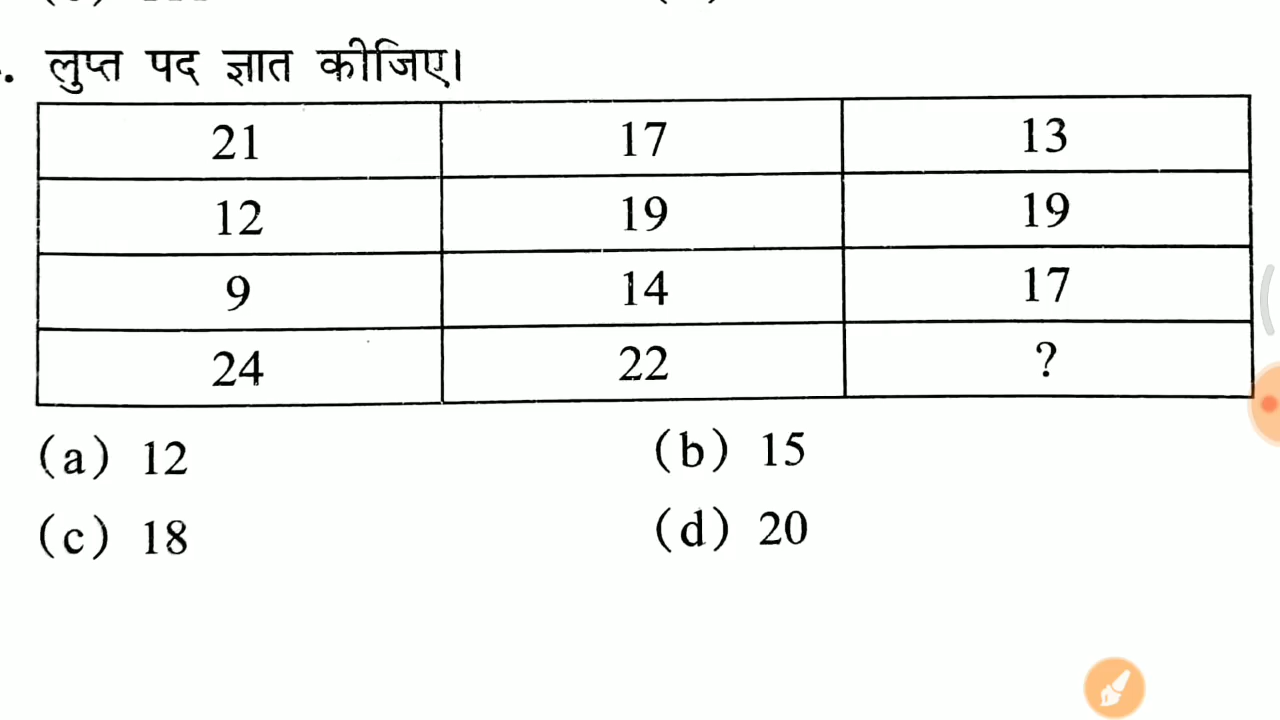 . लुप्त पद ज्ञात कीजिए।
21 17 13
12 19 19
9 14 17
24 22 ?
(a) 12 (b) 15
(c) 18 (d) 20